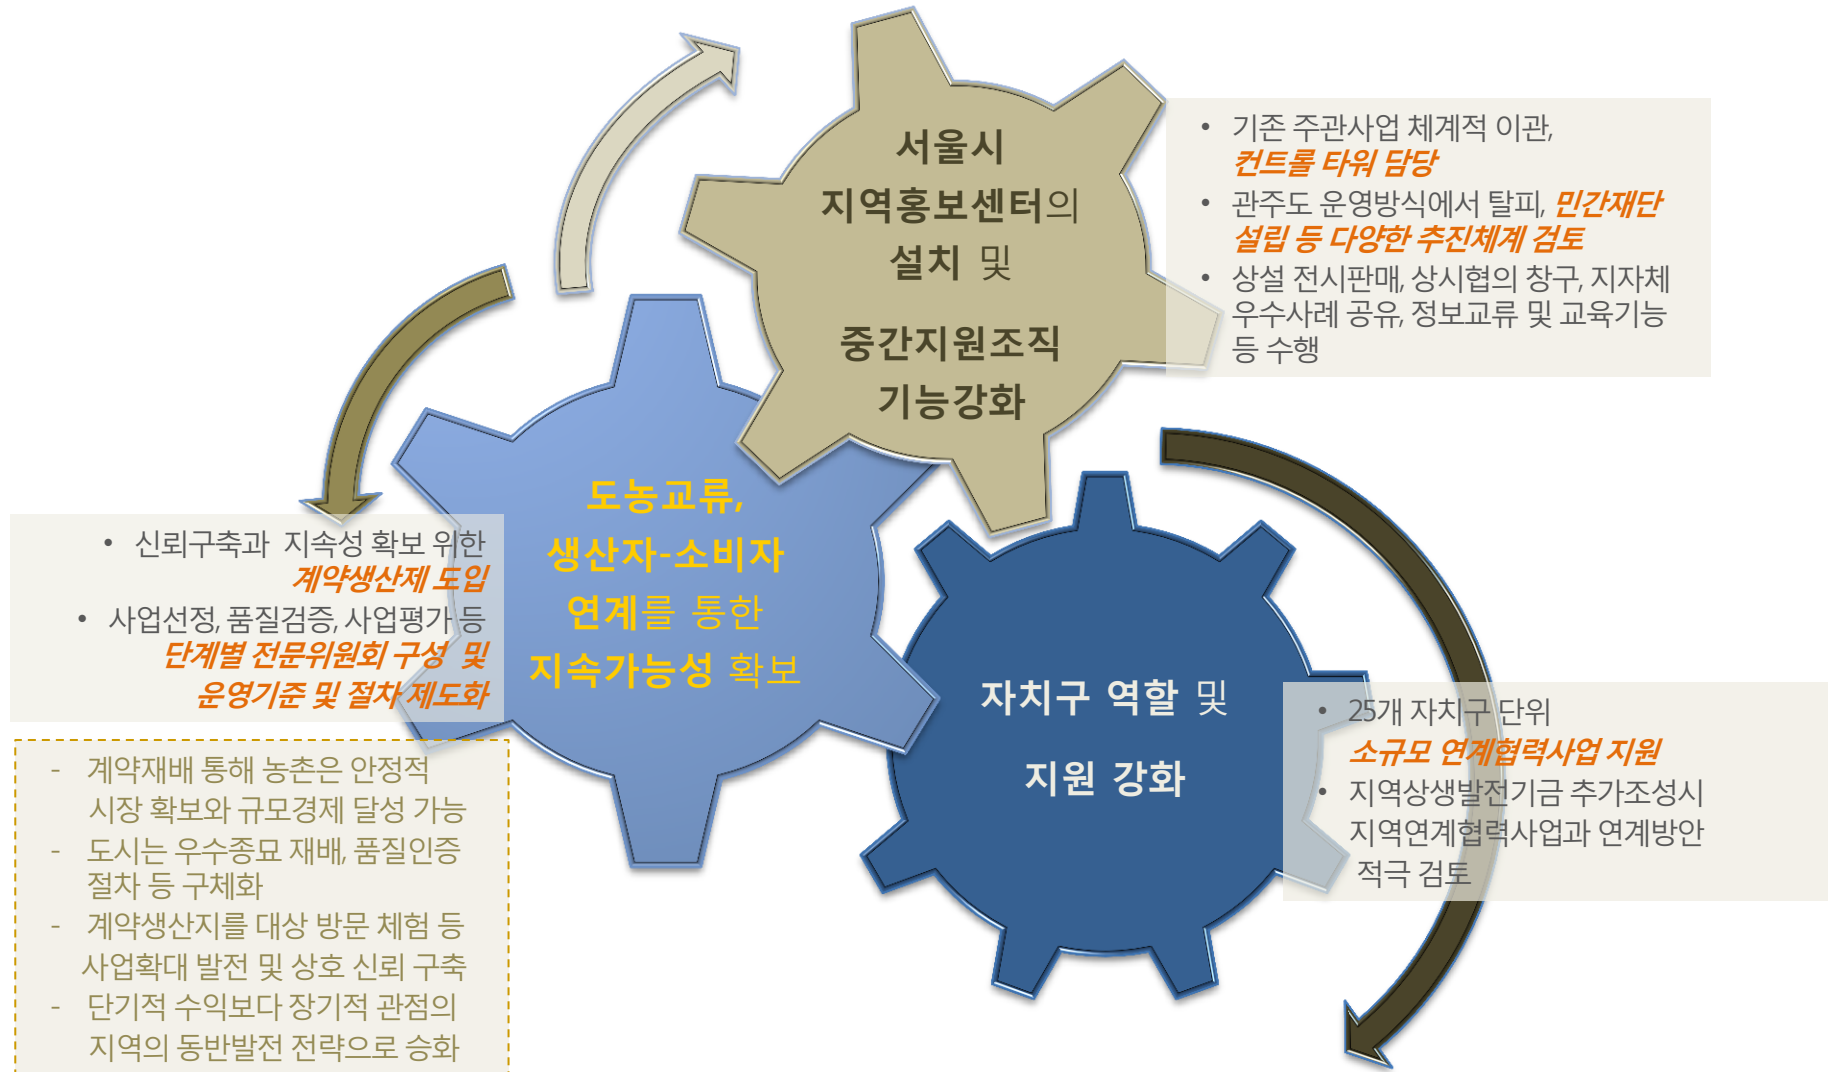 서울시
지역홍보센터의
설치 및
중간지원조직
기능강화
• 기존 주관사업 체계적 이관,
컨트롤 타워 담당
• 관주도 운영방식에서 탈피, 민간재단
설립 등 다양한 추진체계 검토
• 상설 전시판매, 상시협의 창구, 지자체
우수사례 공유, 정보교류 및 교육기능
등 수행
도농교류,
생산자-소비자
연계를 통한
지속가능성 확보
• 신뢰구축과 지속성 확보 위한
계약생산제 도입
• 사업선정, 품질검증, 사업평가 등
단계별 전문위원회 구성 및
운영기준 및 절차 제도화
- 계약재배 통해 농촌은 안정적
시장 확보와 규모경제 달성 가능
- 도시는 우수종묘 재배, 품질인증
절차 등 구체화
- 계약생산지를 대상 방문 체험 등
사업확대 발전 및 상호 신뢰 구축
- 단기적 수익보다 장기적 관점의
지역의 동반발전 전략으로 승화
자치구 역할 및
지원 강화
• 25개 자치구 단위
소규모 연계협력사업 지원
• 지역상생발전기금 추가조성시
지역연계협력사업과 연계방안
적극 검토